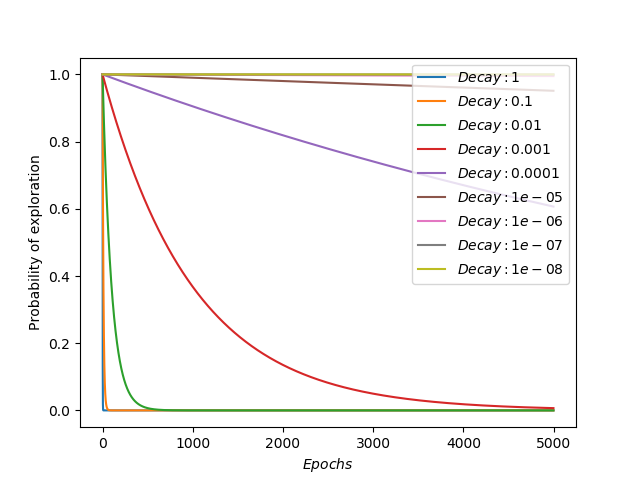 1.0
0.8
0.6
0.4
0.2
0.0
Probability of exploration
Decay : 1
Decay : 0.1
Decay : 0.01
Decay : 0.001
Decay : 0.0001
Decay : 1e − 05
Decay : 1e − 06
Decay : 1e − 07
Decay : 1e − 08
0 1000 2000 3000 4000 5000
Epochs